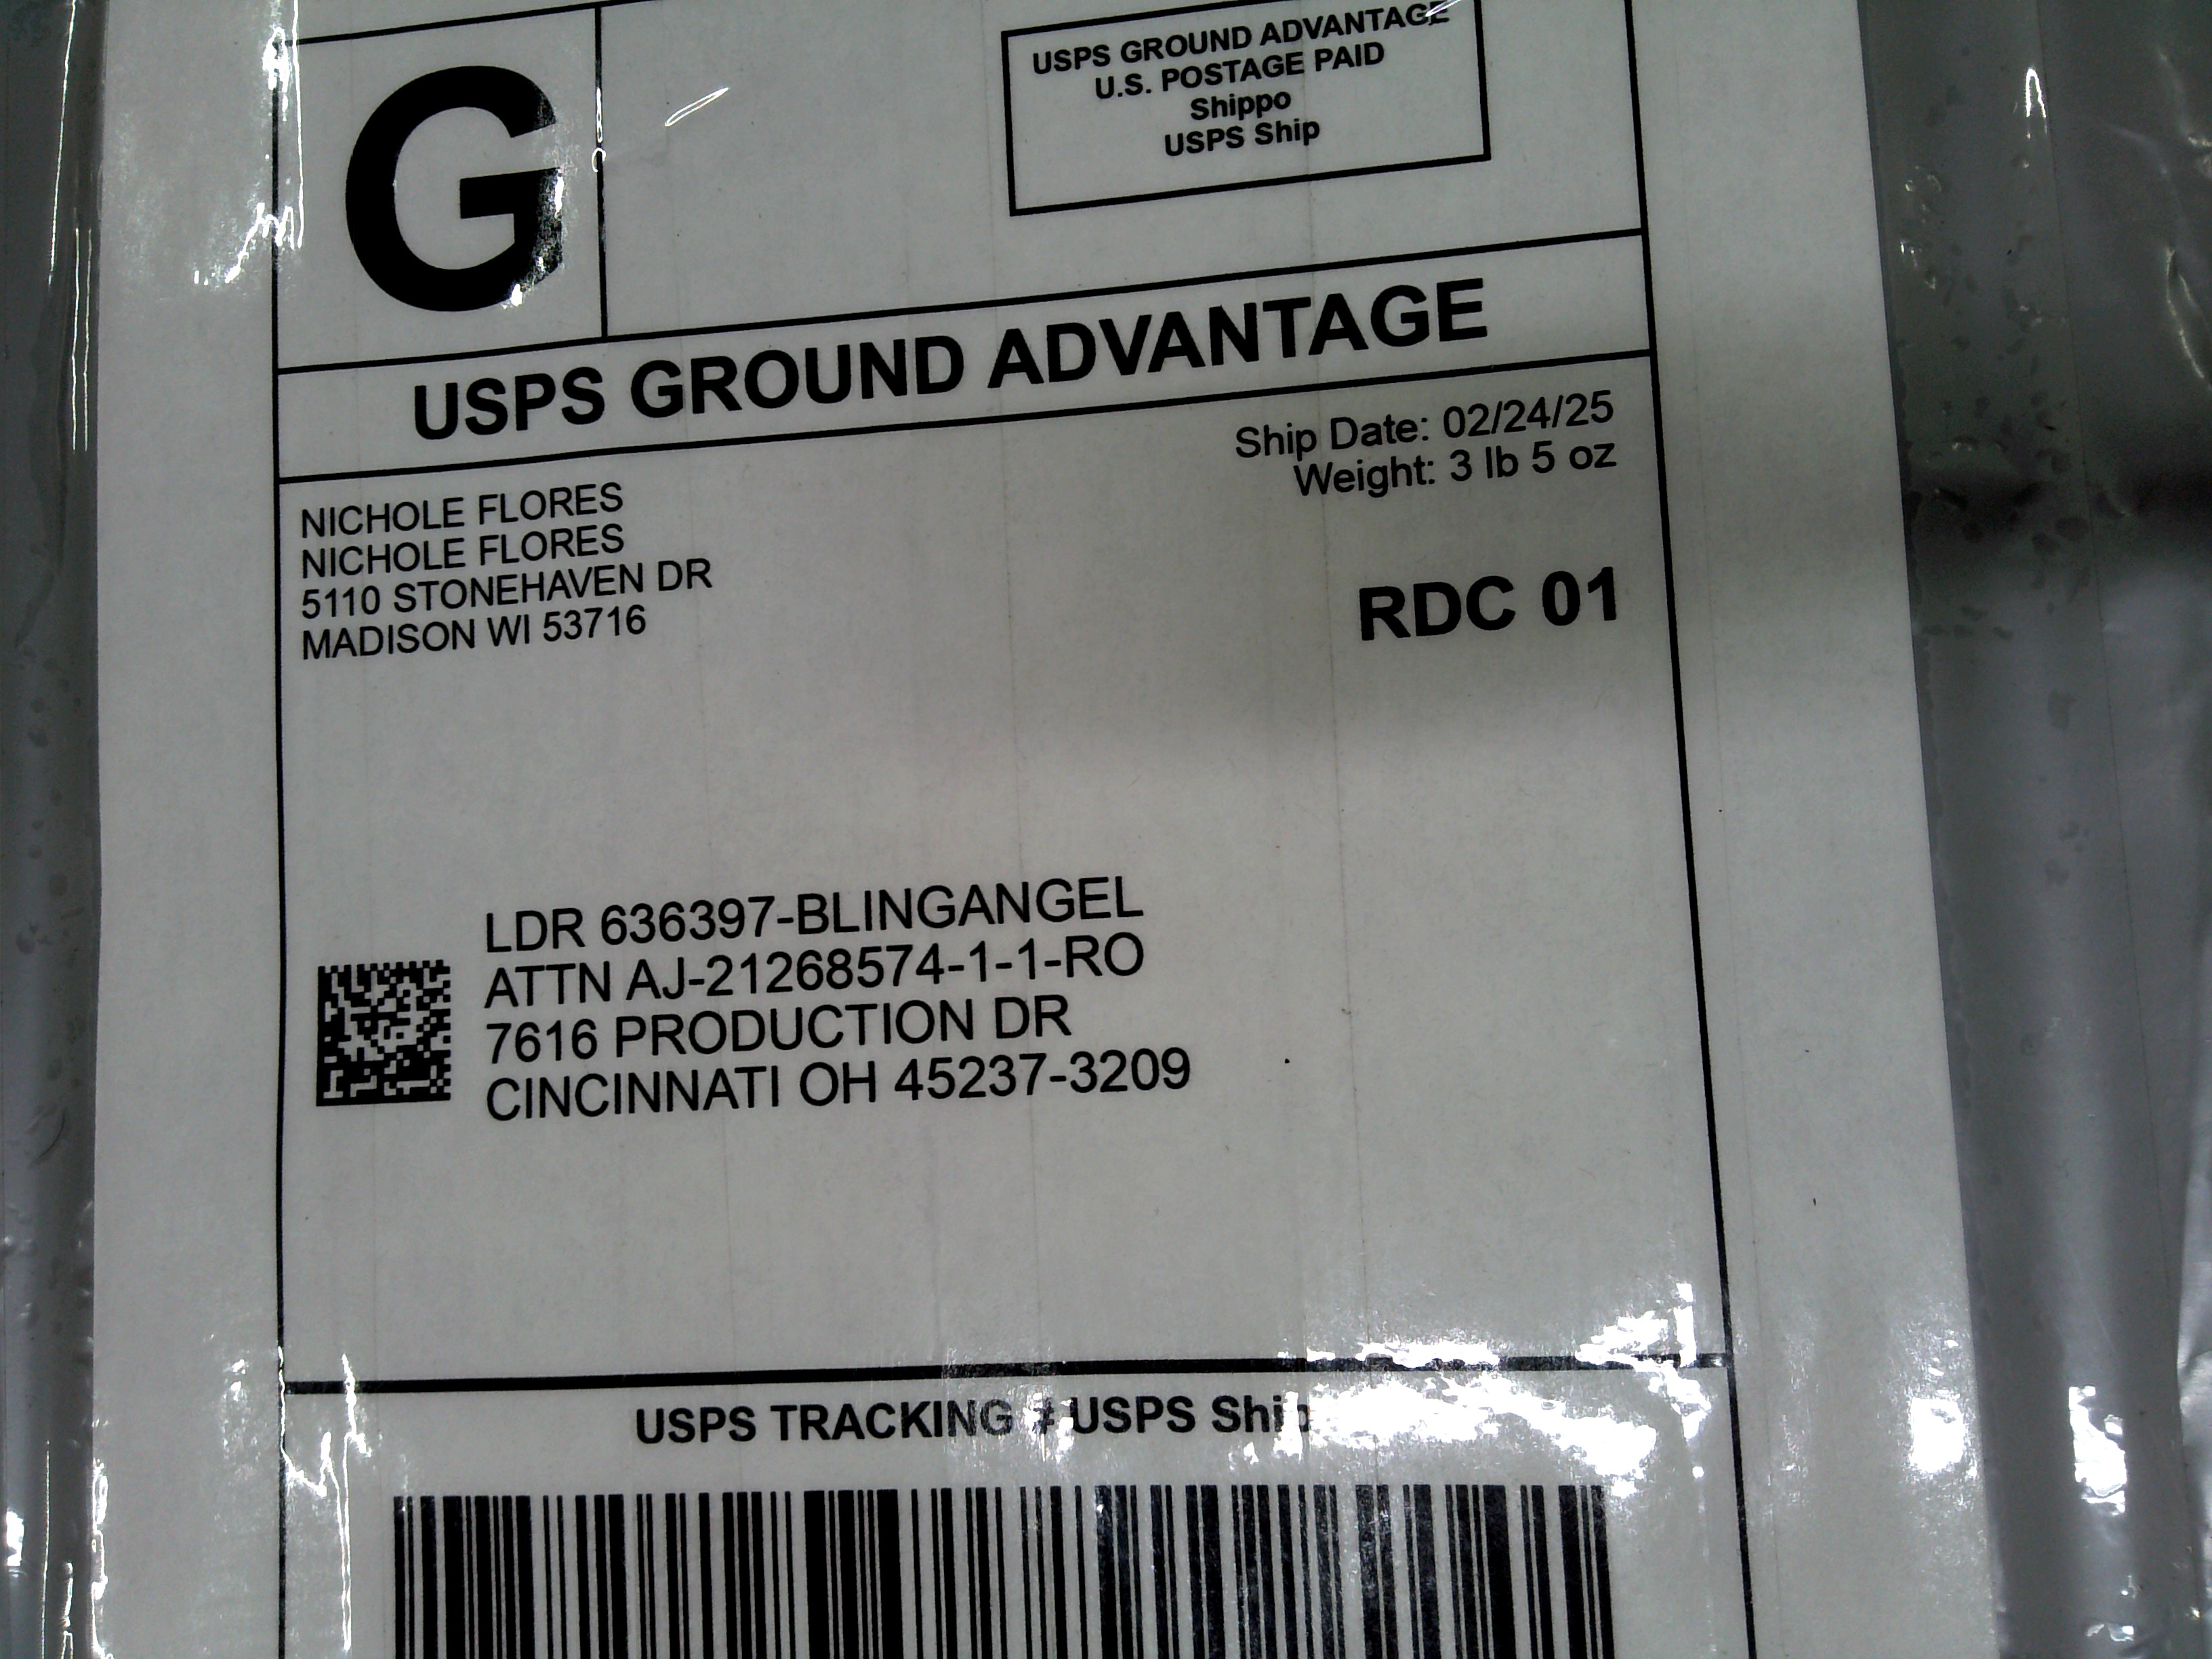 G
USPS GROUND ADVANTAGE
U.S. POSTAGE PAID
Shippo
USPS Ship
USPS GROUND ADVANTAGE
Ship Date: 02/24/25
Weight: 3 lb 5 oz
NICHOLE FLORES
NICHOLE FLORES
5110 STONEHAVEN DR
MADISON WI 53716
RDC 01
LDR 636397-BLINGANGEL
ATTN AJ-21268574-1-1-RO
7616 PRODUCTION DR
CINCINNATI OH 45237-3209
USPS TRACKING # USPS Ship